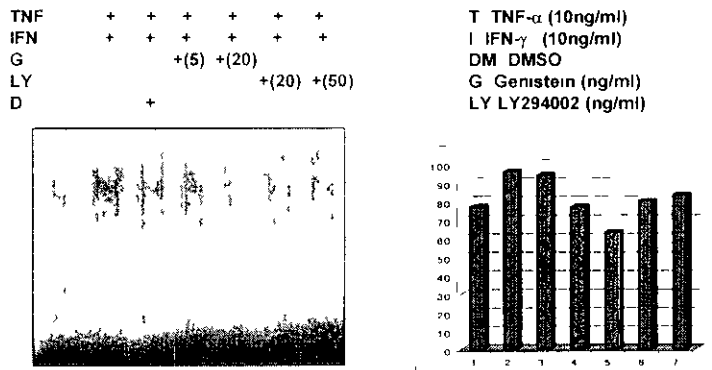 TNF + + + + + +
IFN + + + + + +
G +(5) +(20)
LY +(20) +(50)
D +
T TNF-α (10ng/ml)
I IFN-γ (10ng/ml)
DM DMSO
G Genistein (ng/ml)
LY LY294002 (ng/ml)
100
90
80
70
60
50
40
30
20
10
0
1 2 3 4 5 6 7